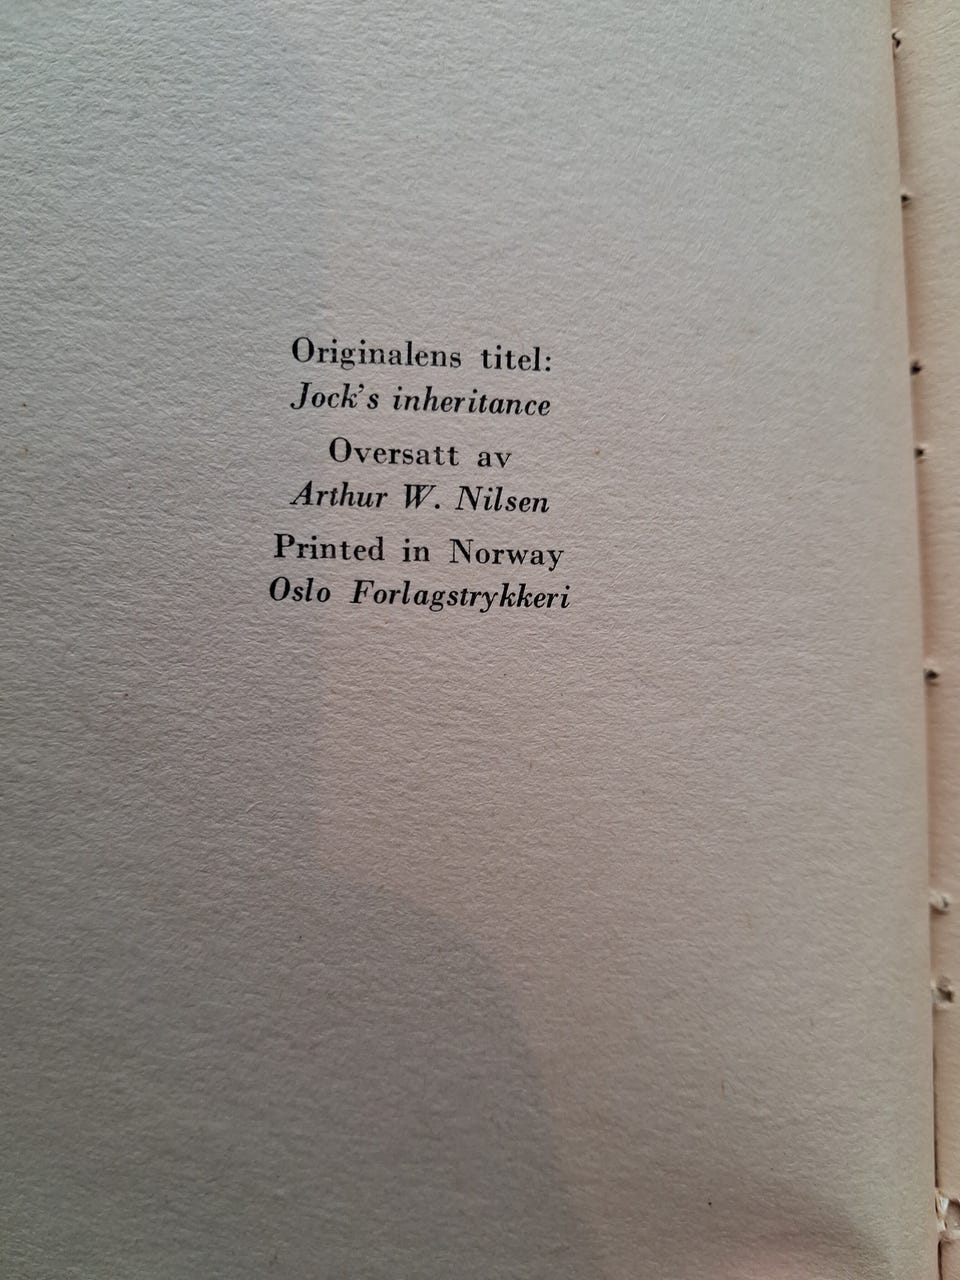 Originalens titel:
Jock's inheritance
Oversatt av
Arthur W. Nilsen
Printed in Norway
Oslo Forlagstrykkeri